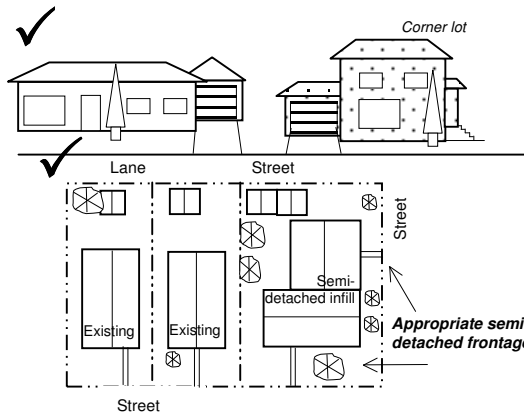 Corner lot
Lane
Street
Street
Semi-
detached infill
Existing
Existing
Appropriate semi
detached frontage
Street